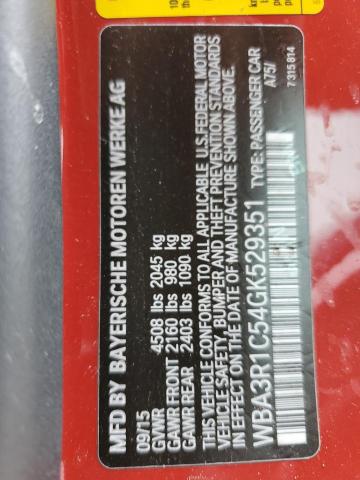 MFD BY BAYERISCHE MOTOREN WERKE AG
09/15
GVWR 4508 lbs 2045 kg
GAWR FRONT 2160 lbs 980 kg
GAWR REAR 2403 lbs 1090 kg
THIS VEHICLE CONFORMS TO ALL APPLICABLE U.S. FEDERAL MOTOR
VEHICLE SAFETY, BUMPER AND THEFT PREVENTION STANDARDS
IN EFFECT ON THE DATE OF MANUFACTURE SHOWN ABOVE.
WBA3R1C54GK529351 TYPE: PASSENGER CAR
A75/
7315814